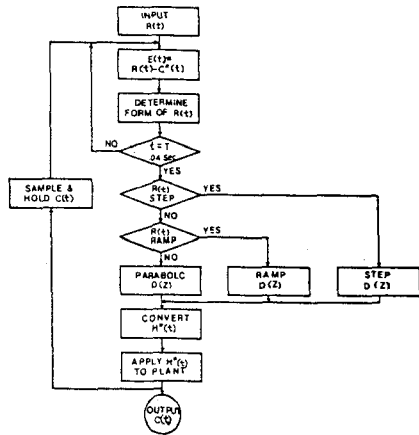 INPUT
R(t)
E(t)=
R(t)-C*(t)
DETERMINE
FORM OF R(t)
NO
t = T
.04 SEC
YES
SAMPLE &
HOLD C(t)
R(t)
STEP
YES
NO
R(t)
RAMP
YES
NO
PARABOLC
D(Z)
RAMP
D(Z)
STEP
D(Z)
CONVERT
H*(t)
APPLY H*(t)
TO PLANT
OUTPUT
C(t)